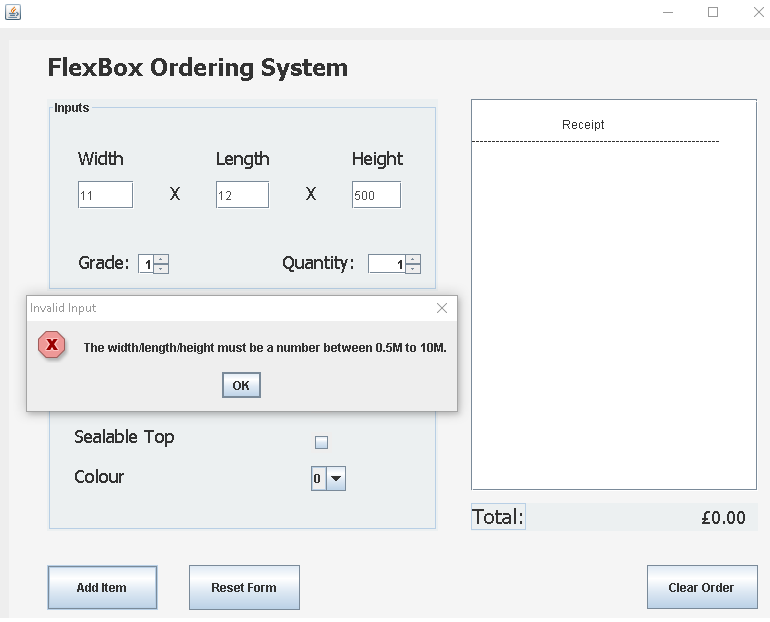 FlexBox Ordering System
Inputs
Width Length Height
11 X 12 X 500
Grade: 1 Quantity: 1
Receipt
--------------------------------------------------------------
Invalid Input
X
The width/length/height must be a number between 0.5M to 10M.
OK
Sealable Top
Colour 0
Total: £0.00
Add Item Reset Form Clear Order